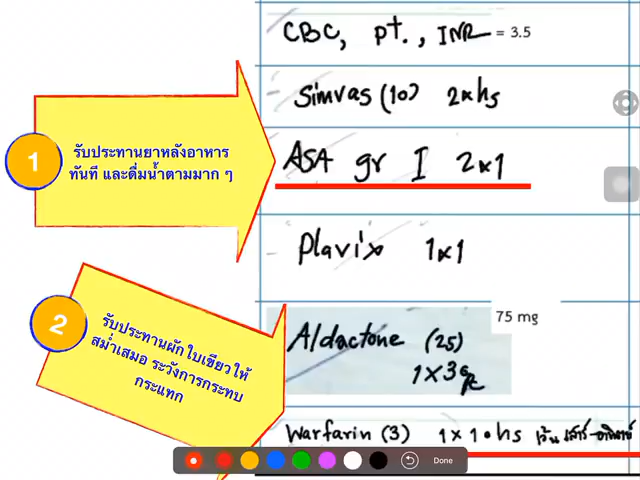 CBC, pt., INR = 3.5
Simvas (10) 2xhs
1
รับประทานยาหลังอาหาร
ทันที และดื่มน้ำตามมาก ๆ
ASA gr I 2x1
Plavix 1x1
75 mg
2
รับประทานผักใบเขียวให้
สม่ำเสมอ ระวังการกระทบ
กระแทก
Aldactone (25)
1x3
Warfarin (3) 1x1•hs เว้น เสาร์-อาทิตย์
Done